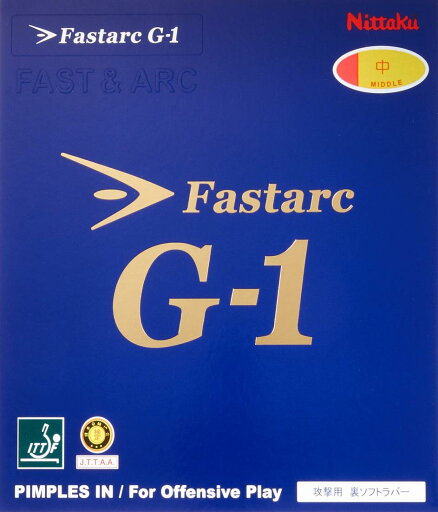 Fastarc G-1
Nittaku
FAST & ARC
中
MIDDLE
Fastarc
G-1
ITTF
J.T.T.A.A.
PIMPLES IN / For Offensive Play
攻撃用 裏ソフトラバー